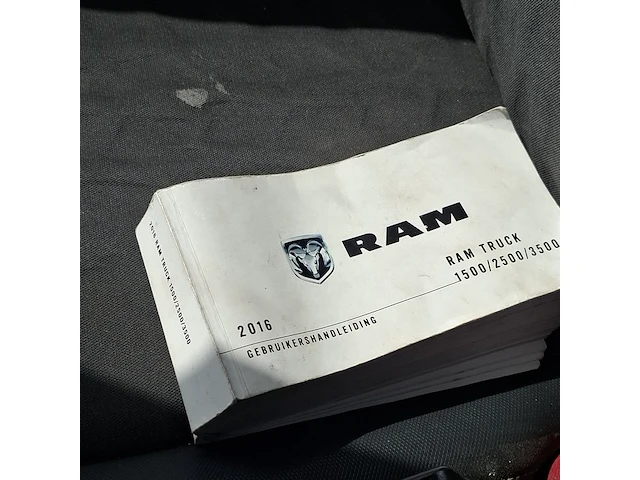 RAM
RAM TRUCK
1500/2500/3500
2016
GEBRUIKERSHANDLEIDING
2016 RAM TRUCK 1500/2500/3500